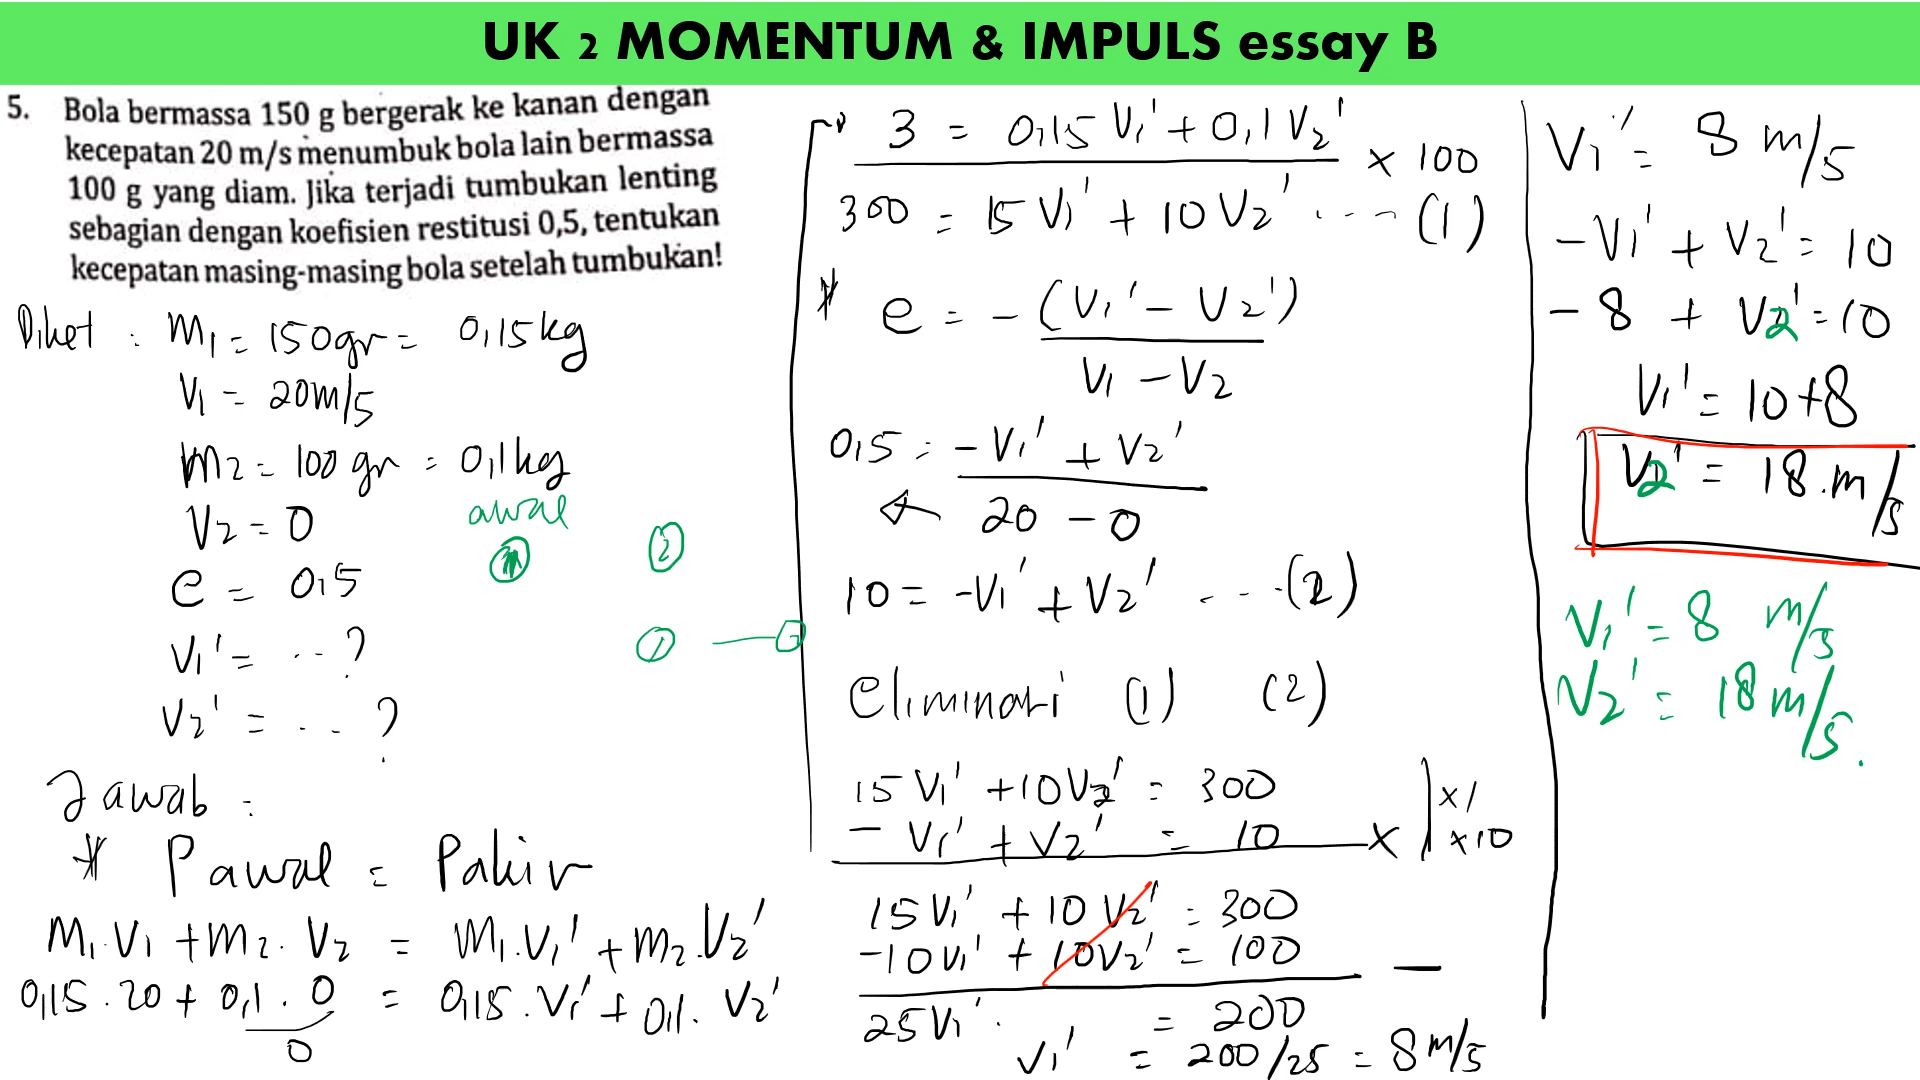 UK 2 MOMENTUM & IMPULS essay B
5. Bola bermassa 150 g bergerak ke kanan dengan
kecepatan 20 m/s menumbuk bola lain bermassa
100 g yang diam. Jika terjadi tumbukan lenting
sebagian dengan koefisien restitusi 0,5, tentukan
kecepatan masing-masing bola setelah tumbukan!
Diket : m1 = 150gr = 0,15kg
V1 = 20m/s
m2 = 100 gr = 0,1kg
V2 = 0
awal
e = 0,5
2
V1' = ...?
1
V2' = ...?
Jawab :
* Pawal = Pakir
M1.V1 + m2.V2 = M1.V1' + m2.V2'
0,15.20 + 0,1.0 = 0,15.V1' + 0,1.V2'
0
3 = 0,15 V1' + 0,1 V2'
x 100
300 = 15 V1' + 10 V2' .... (1)
* e = -(V1' - V2')
V1 - V2
0,5 = -V1' + V2'
20 - 0
10 = -V1' + V2' ....(2)
eliminari (1) (2)
15 V1' + 10 V2' = 300 x1
- V1' + V2' = 10 x x10
15 V1' + 10 V2' = 300
-10 V1' + 10V2' = 100 -
25 V1' = 200
V1' = 200/25 = 8 m/s
V1' = 8 m/s
-V1' + V2' = 10
-8 + V2' = 10
V1' = 10+8
V2' = 18.m/s
V1' = 8 m/s
V2' = 18 m/s.